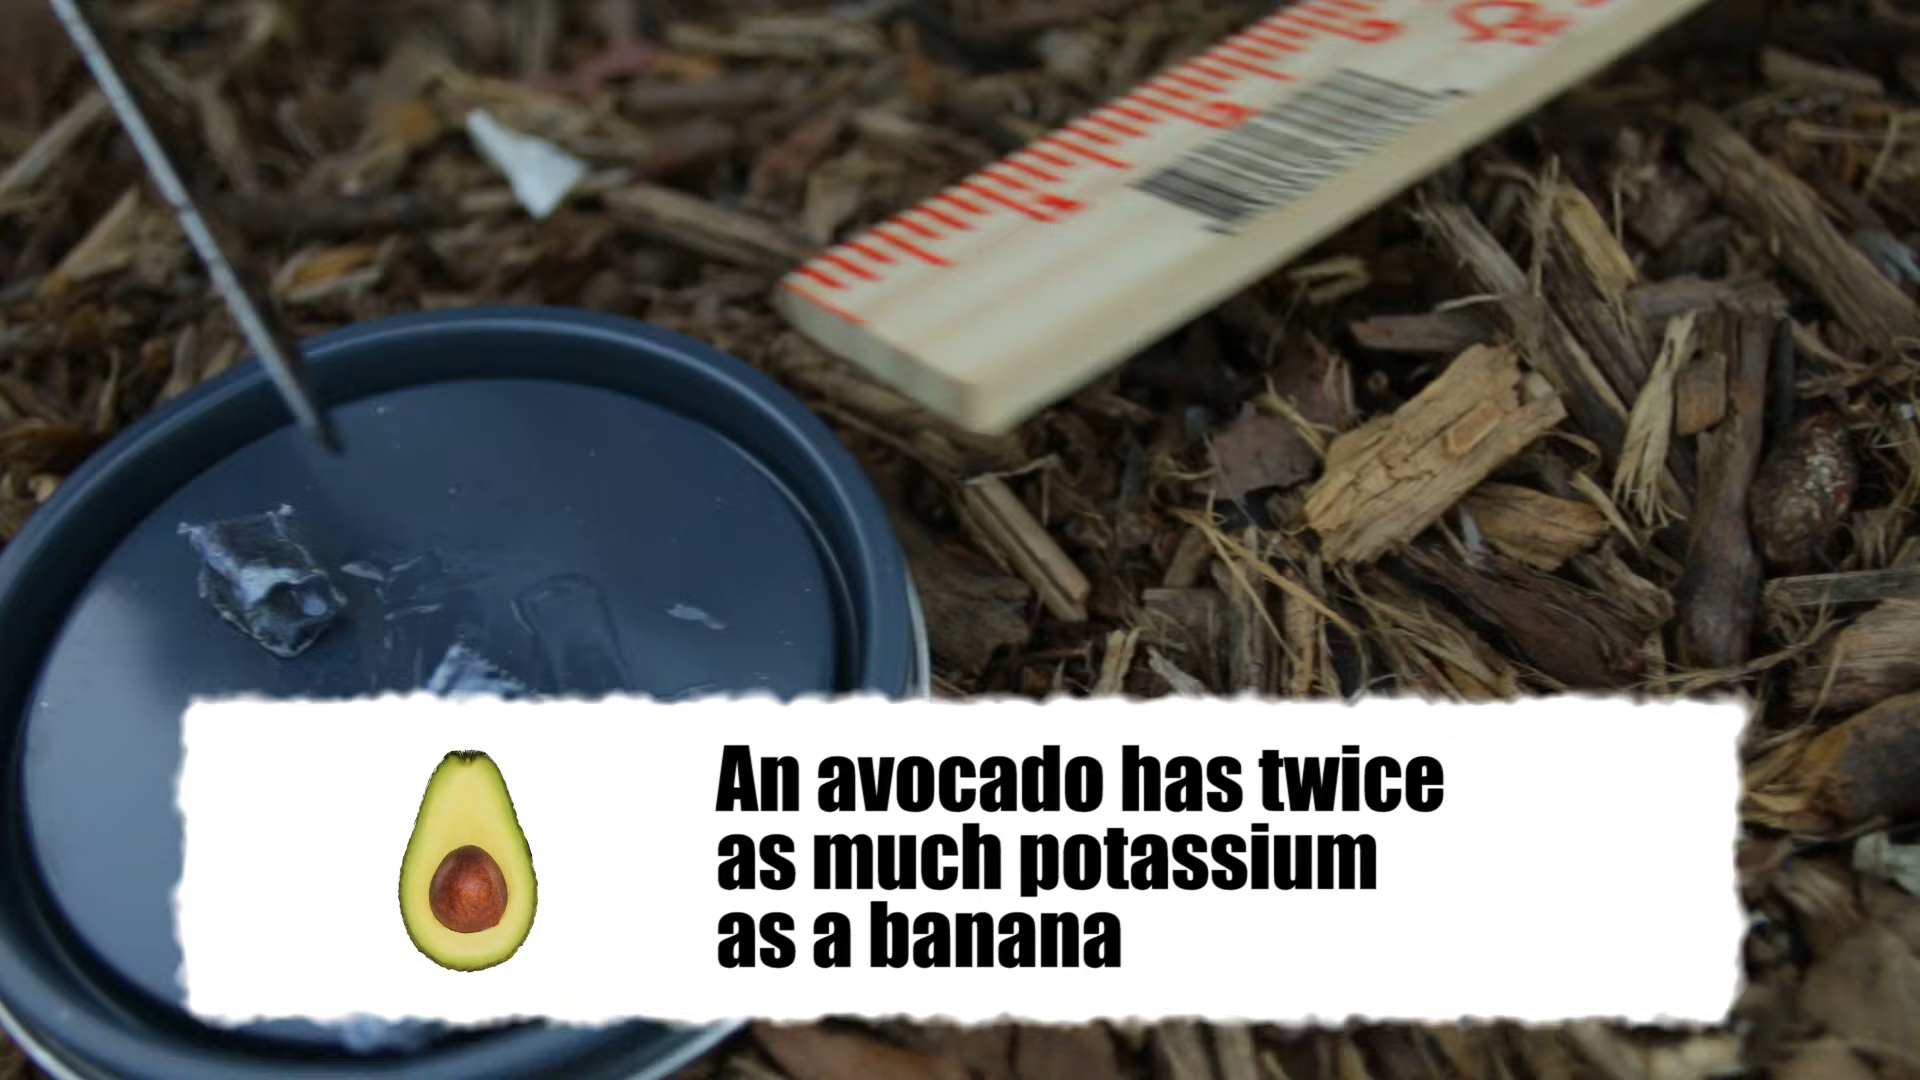 An avocado has twice
as much potassium
as a banana